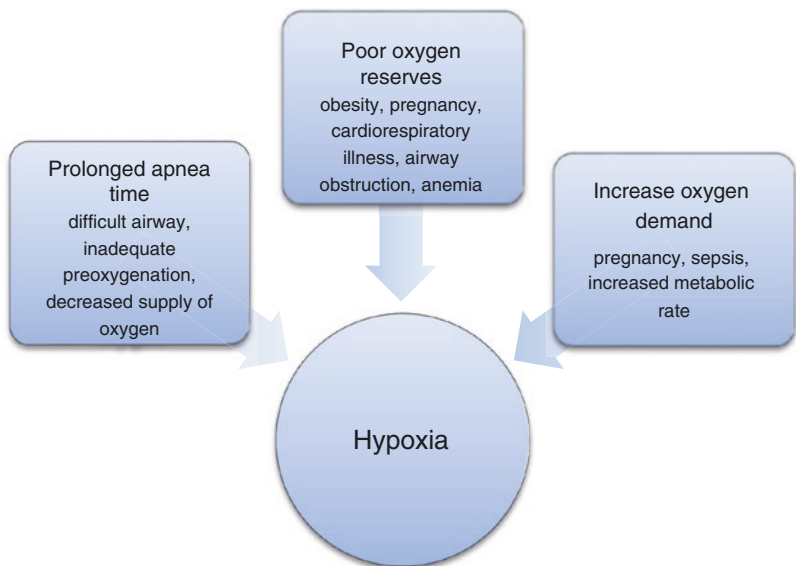 Poor oxygen
reserves
obesity, pregnancy,
cardiorespiratory
illness, airway
obstruction, anemia
Prolonged apnea
time
difficult airway,
inadequate
preoxygenation,
decreased supply of
oxygen
Increase oxygen
demand
pregnancy, sepsis,
increased metabolic
rate
Hypoxia